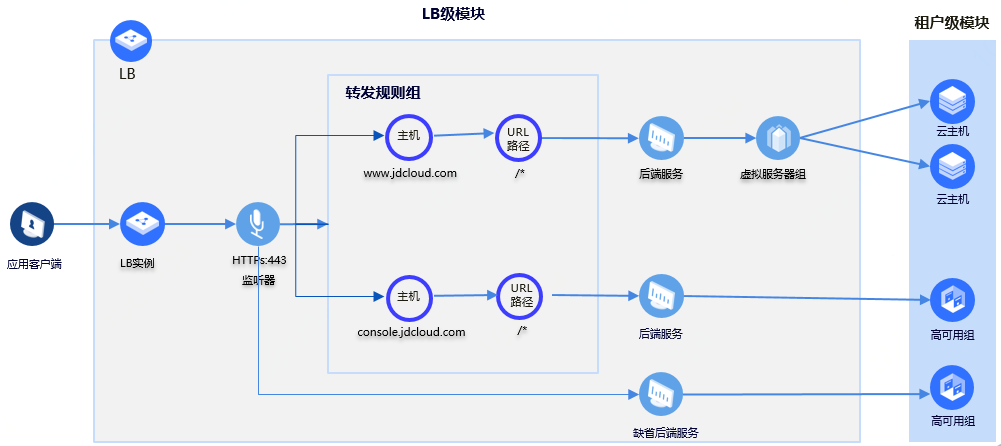 LB级模块
租户级模块
LB
转发规则组
主机
URL
路径
www.jdcloud.com
/*
后端服务
虚拟服务器组
云主机
云主机
应用客户端
LB实例
HTTPs:443
监听器
主机
URL
路径
console.jdcloud.com
/*
后端服务
高可用组
缺省后端服务
高可用组